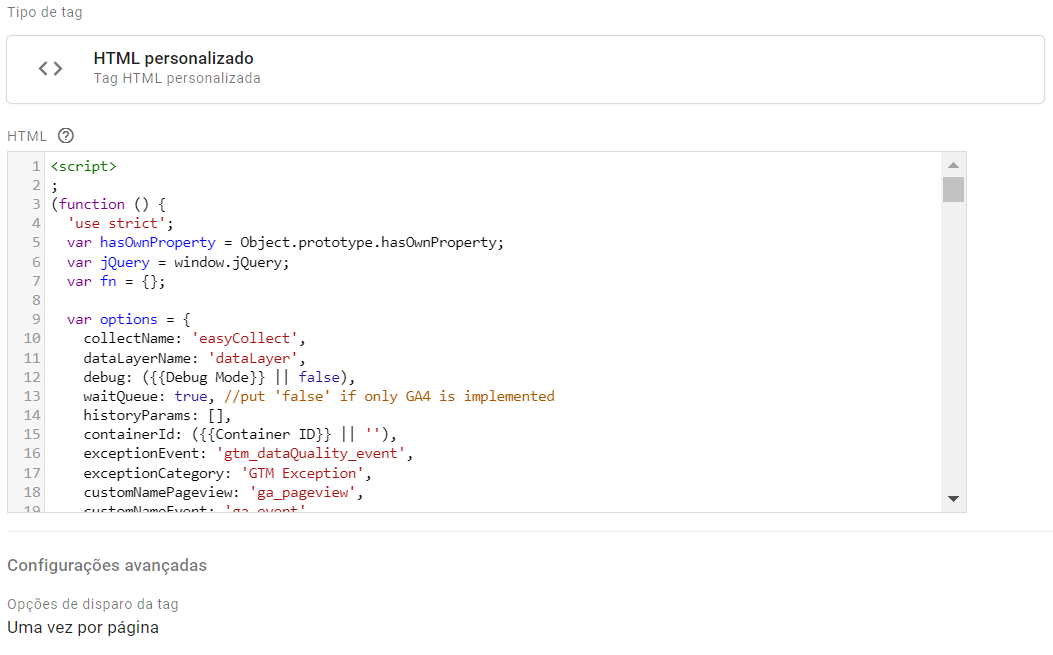 Tipo de tag
HTML personalizado
Tag HTML personalizada
HTML ?
1 <script>
2 ;
3 (function () {
4   'use strict';
5   var hasOwnProperty = Object.prototype.hasOwnProperty;
6   var jQuery = window.jQuery;
7   var fn = {};
8
9   var options = {
10     collectName: 'easyCollect',
11     dataLayerName: 'dataLayer',
12     debug: ({{Debug Mode}} || false),
13     waitQueue: true, //put 'false' if only GA4 is implemented
14     historyParams: [],
15     containerId: ({{Container ID}} || ''),
16     exceptionEvent: 'gtm_dataQuality_event',
17     exceptionCategory: 'GTM Exception',
18     customNamePageview: 'ga_pageview',
19     customNameEvent: 'ga_event'
Configurações avançadas
Opções de disparo da tag
Uma vez por página